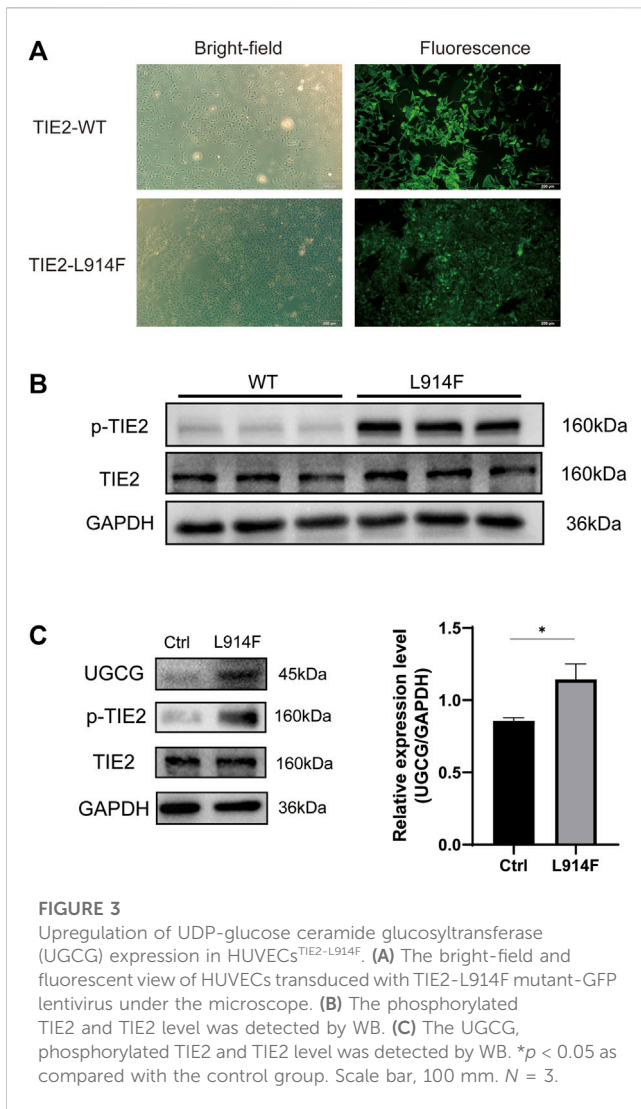 A
Bright-field
Fluorescence
TIE2-WT
TIE2-L914F
200 μm
B
WT
L914F
p-TIE2
160kDa
TIE2
160kDa
GAPDH
36kDa
C
Ctrl
L914F
UGCG
45kDa
p-TIE2
160kDa
TIE2
160kDa
GAPDH
36kDa
Relative expression level
(UGCG/GAPDH)
1.5
1.0
0.5
0.0
*
Ctrl
L914F
FIGURE 3
Upregulation of UDP-glucose ceramide glucosyltransferase
(UGCG) expression in HUVECsTIE2-L914F. (A) The bright-field and
fluorescent view of HUVECs transduced with TIE2-L914F mutant-GFP
lentivirus under the microscope. (B) The phosphorylated
TIE2 and TIE2 level was detected by WB. (C) The UGCG,
phosphorylated TIE2 and TIE2 level was detected by WB. *p < 0.05 as
compared with the control group. Scale bar, 100 mm. N = 3.